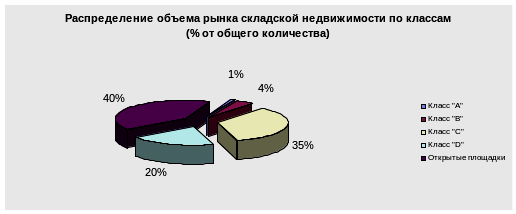 Распределение объема рынка складской недвижимости по классам
(% от общего количества)
1%
4%
40%
35%
20%
Класс "A"
Класс "B"
Класс "C"
Класс "D"
Открытые площадки